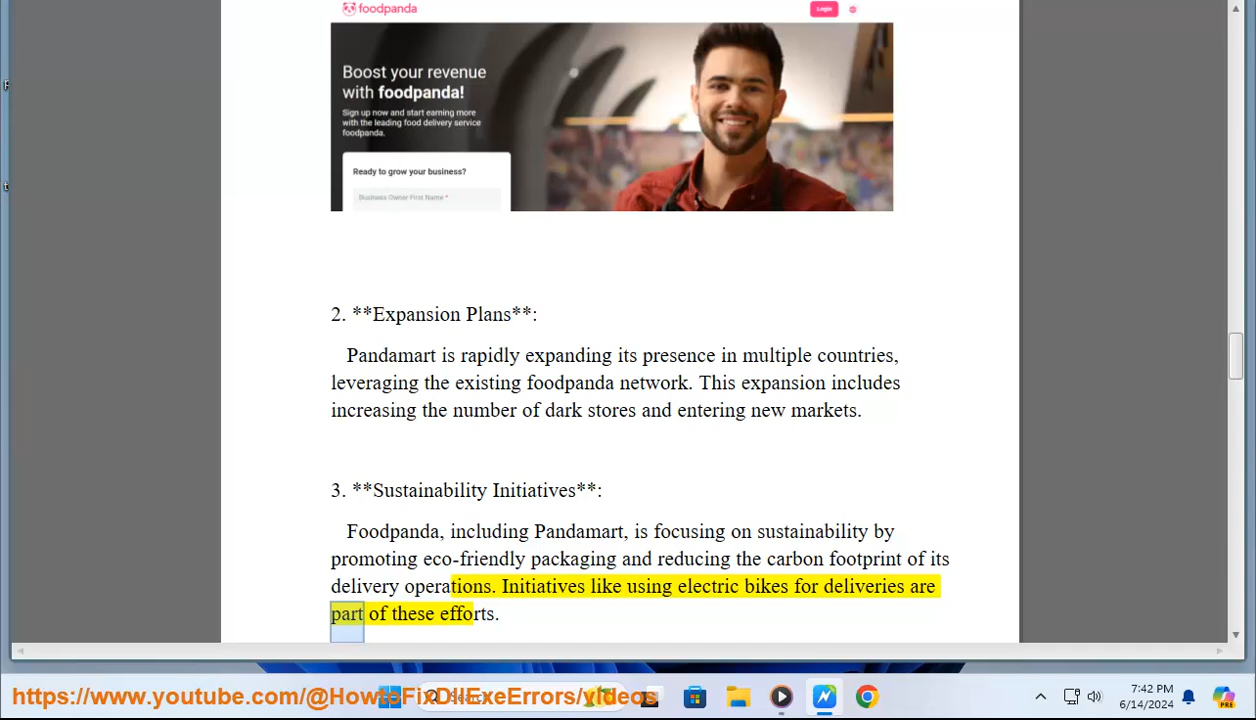 foodpanda
Login
Boost your revenue
with foodpanda!
Sign up now and start earning more
with the leading food delivery service
foodpanda.
Ready to grow your business?
Business Owner First Name *
2. **Expansion Plans**:
Pandamart is rapidly expanding its presence in multiple countries,
leveraging the existing foodpanda network. This expansion includes
increasing the number of dark stores and entering new markets.
3. **Sustainability Initiatives**:
Foodpanda, including Pandamart, is focusing on sustainability by
promoting eco-friendly packaging and reducing the carbon footprint of its
delivery operations. Initiatives like using electric bikes for deliveries are
part of these efforts.
https://www.youtube.com/@HowtoFixDllExeErrors/videos
Search
7:42 PM
6/14/2024
PRE